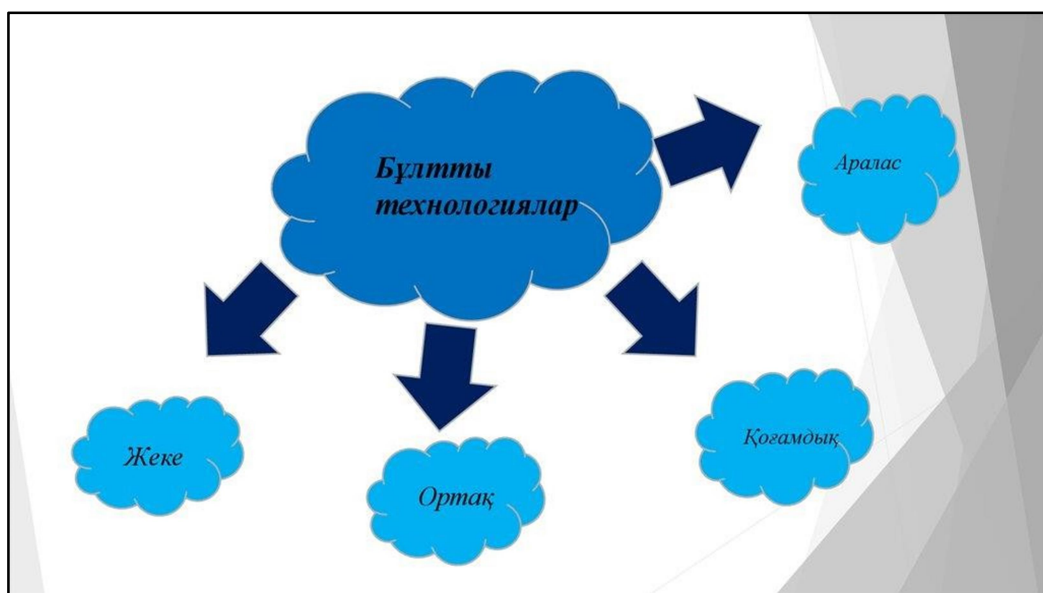 Бұлтты
технологиялар
Аралас
Жеке
Ортақ
Қоғамдық